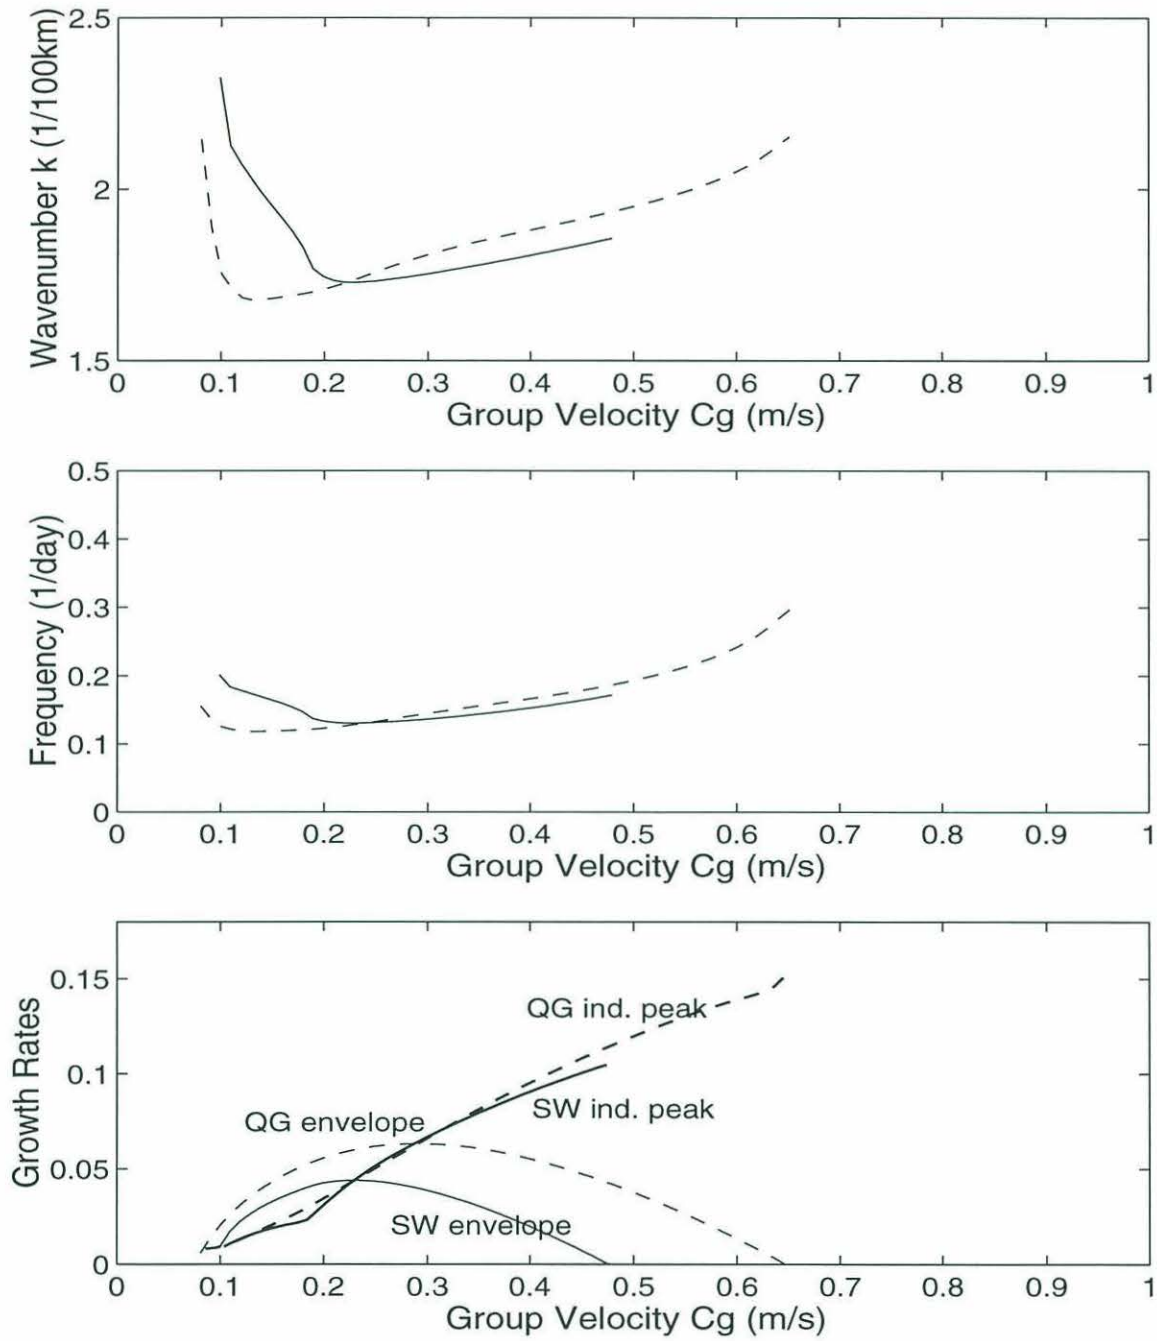 2.5
2
1.5
Wavenumber k (1/100km)
0 0.1 0.2 0.3 0.4 0.5 0.6 0.7 0.8 0.9 1
Group Velocity Cg (m/s)
0.5
0.4
0.3
0.2
0.1
0
Frequency (1/day)
0 0.1 0.2 0.3 0.4 0.5 0.6 0.7 0.8 0.9 1
Group Velocity Cg (m/s)
0.15
0.1
0.05
0
Growth Rates
QG ind. peak
SW ind. peak
QG envelope
SW envelope
0 0.1 0.2 0.3 0.4 0.5 0.6 0.7 0.8 0.9 1
Group Velocity Cg (m/s)